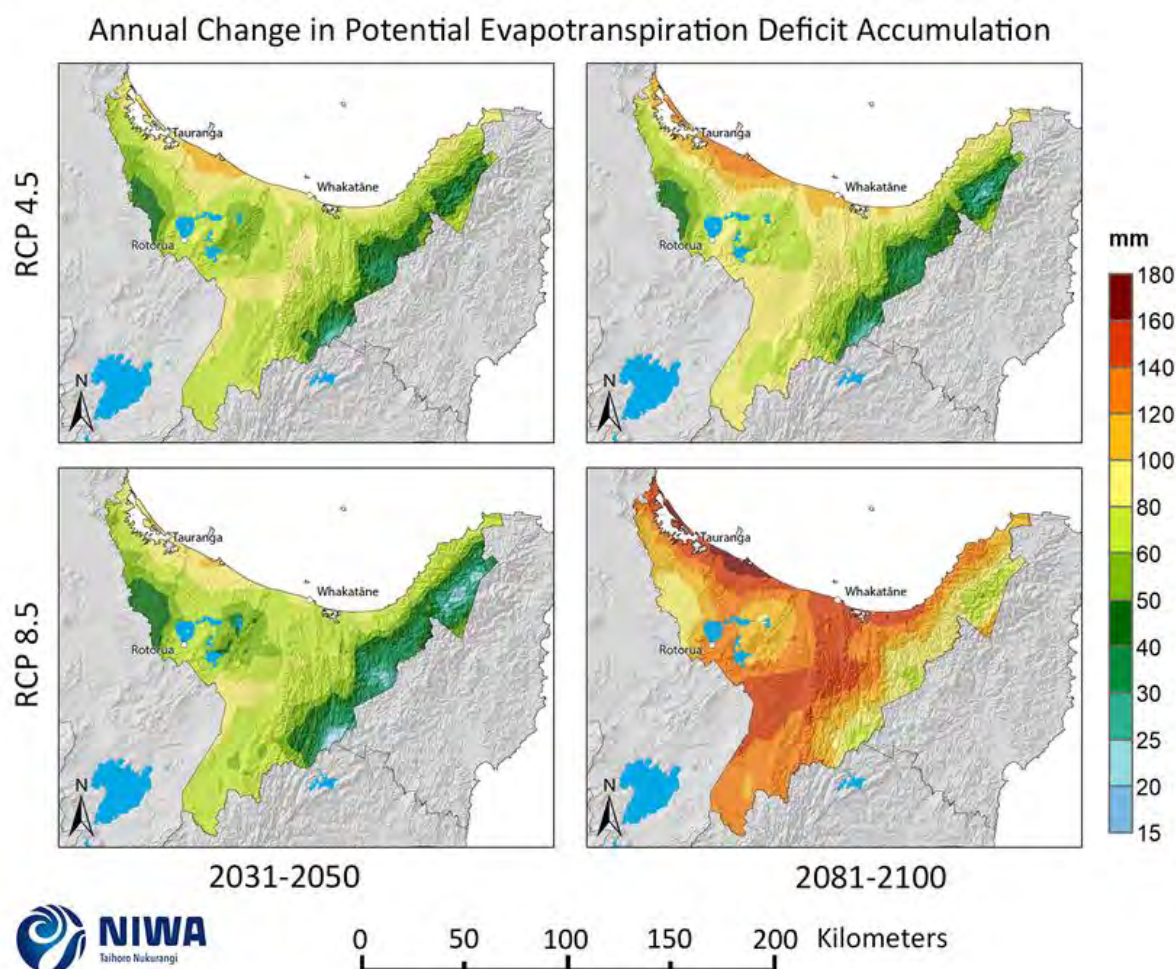 Annual Change in Potential Evapotranspiration Deficit Accumulation
RCP 4.5
Tauranga
Whakatāne
Rotorua
N
Tauranga
Whakatāne
Rotorua
N
RCP 8.5
Tauranga
Whakatāne
Rotorua
N
Tauranga
Whakatāne
Rotorua
N
mm
180
160
140
120
100
80
60
50
40
30
25
20
15
2031-2050
2081-2100
NIWA
Taihoro Nukurangi
0 50 100 150 200 Kilometers